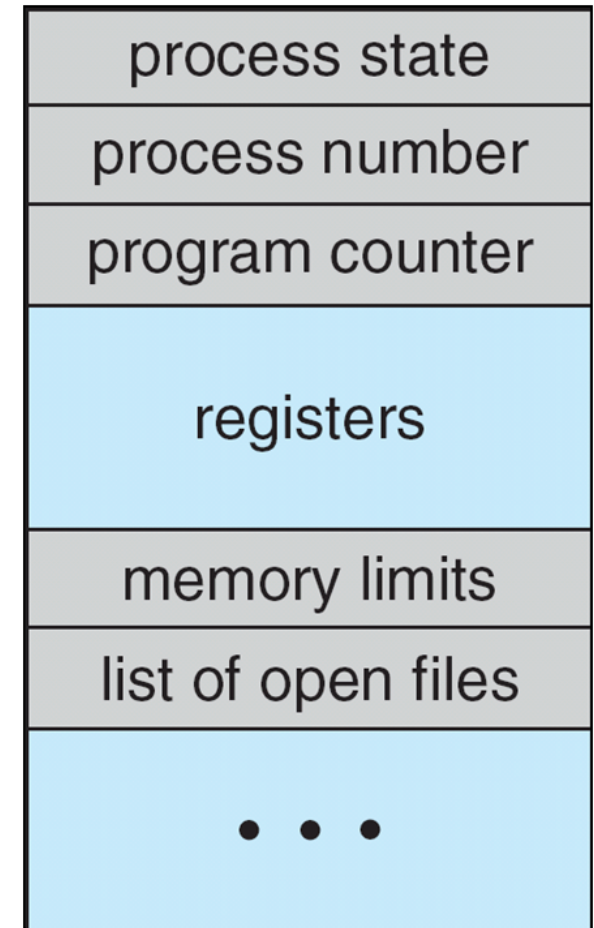 process state
process number
program counter
registers
memory limits
list of open files
• • •